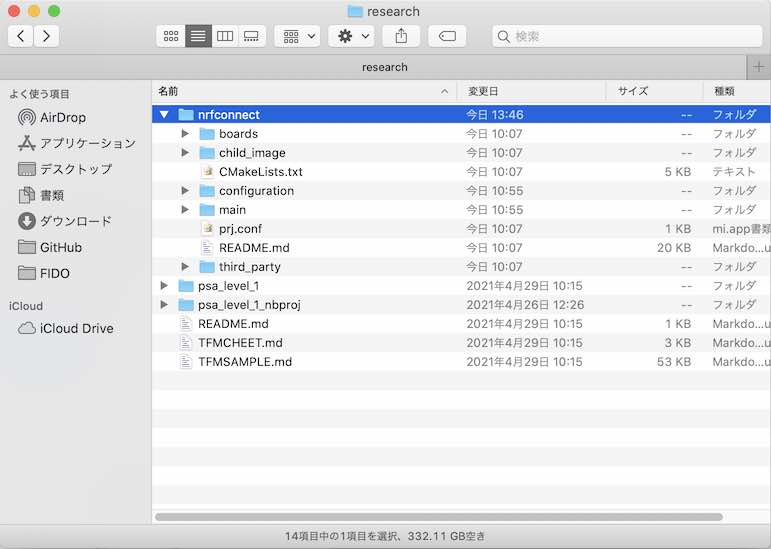 research
検索
research
よく使う項目
AirDrop
アプリケーション
デスクトップ
書類
ダウンロード
GitHub
FIDO
iCloud
iCloud Drive
名前 変更日 サイズ 種類
nrfconnect 今日 13:46 -- フォルダ
boards 今日 10:07 -- フォルダ
child_image 今日 10:07 -- フォルダ
CMakeLists.txt 今日 10:07 5 KB テキスト
configuration 今日 10:55 -- フォルダ
main 今日 10:55 -- フォルダ
prj.conf 今日 10:07 1 KB mi.app書類
README.md 今日 10:07 20 KB Markdo...u
third_party 今日 10:07 -- フォルダ
psa_level_1 2021年4月29日 10:15 -- フォルダ
psa_level_1_nbproj 2021年4月26日 12:26 -- フォルダ
README.md 2021年4月29日 10:15 1 KB Markdo...u
TFMCHEET.md 2021年4月29日 10:15 3 KB Markdo...u
TFMSAMPLE.md 2021年4月29日 10:15 53 KB Markdo...u
14項目中の1項目を選択、332.11 GB空き